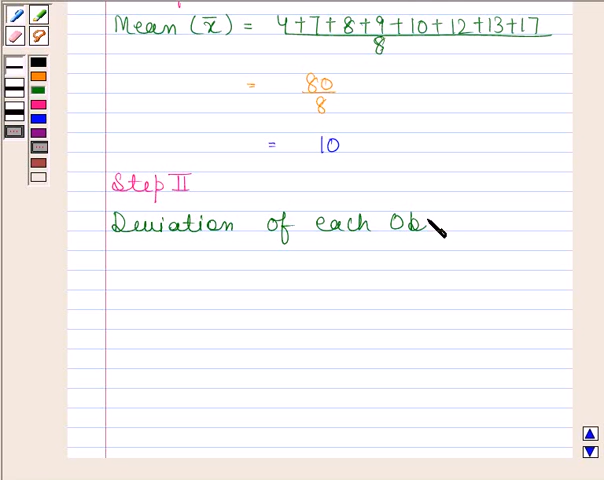 Mean (x̅) = 4+7+8+9+10+12+13+17
8
= 80
8
= 10
Step II
Deviation of each Ob